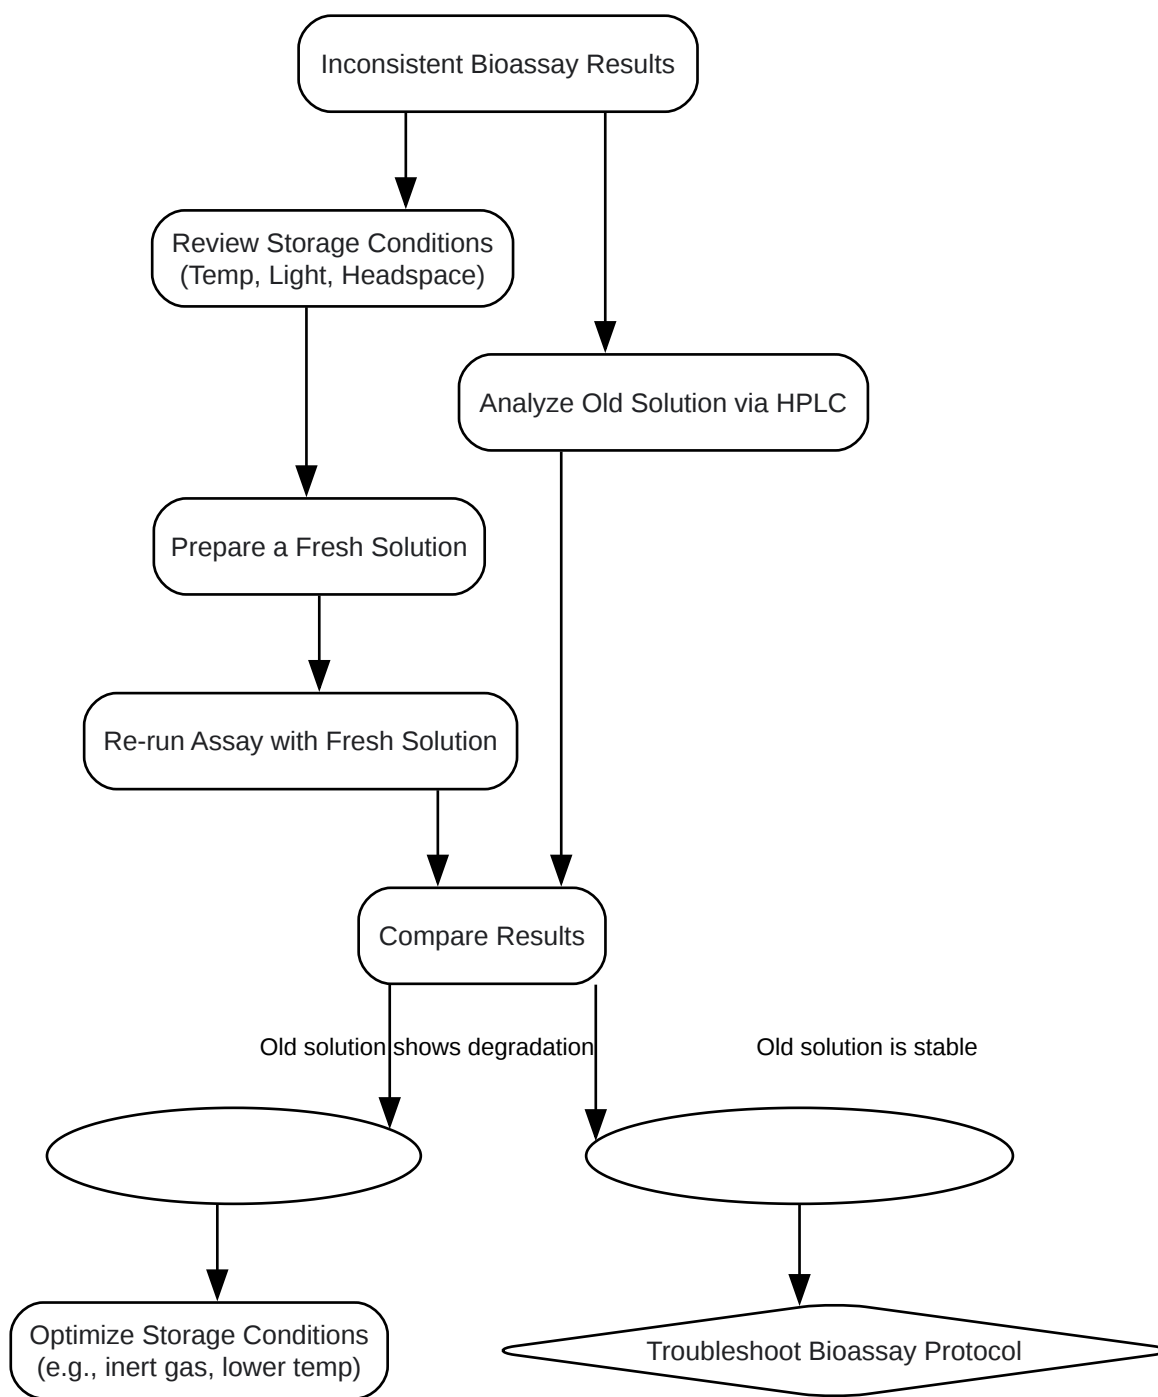 Inconsistent Bioassay Results
Review Storage Conditions
(Temp, Light, Headspace)
Analyze Old Solution via HPLC
Prepare a Fresh Solution
Re-run Assay with Fresh Solution
Compare Results
Old solution shows degradation
Old solution is stable
Optimize Storage Conditions
(e.g., inert gas, lower temp)
Troubleshoot Bioassay Protocol